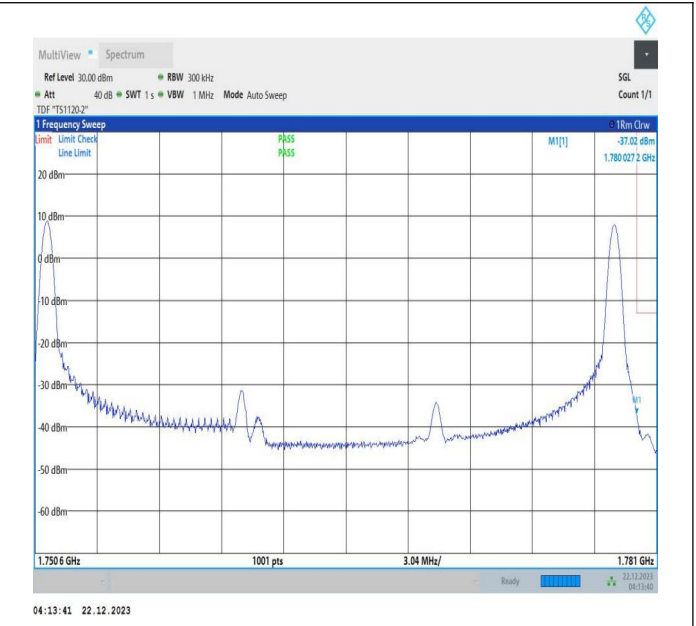 MultiView Spectrum
Ref Level 30.00 dBm RBW 300 kHz SGL
Att 40 dB SWT 1 s VBW 1 MHz Mode Auto Sweep Count 1/1
TDF "TS1120-2"
1 Frequency Sweep 1Rm Clrw
Limit Limit Check PASS M1[1] -37.02 dBm
Line Limit PASS 1.780 027 2 GHz
20 dBm
10 dBm
0 dBm
-10 dBm
-20 dBm
-30 dBm
M1
-40 dBm
-50 dBm
-60 dBm
1.750 6 GHz 1001 pts 3.04 MHz/ 1.781 GHz
Ready 22.12.2023
04:13:40
04:13:41 22.12.2023